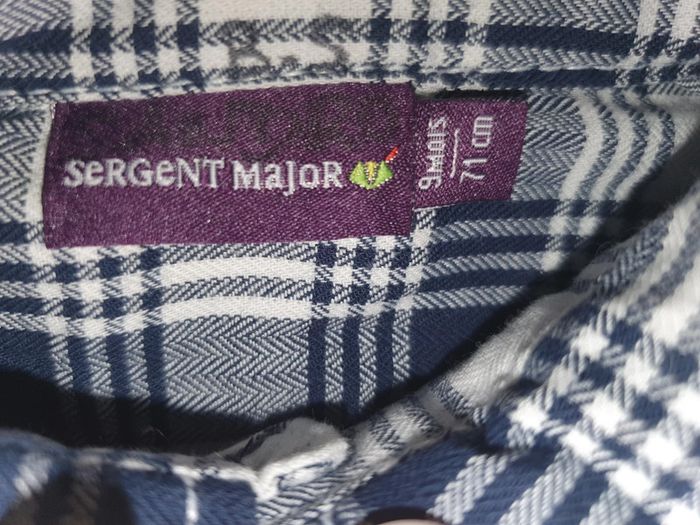 B.S
SeRGeNT MaJoR
9MOIS
71 cm